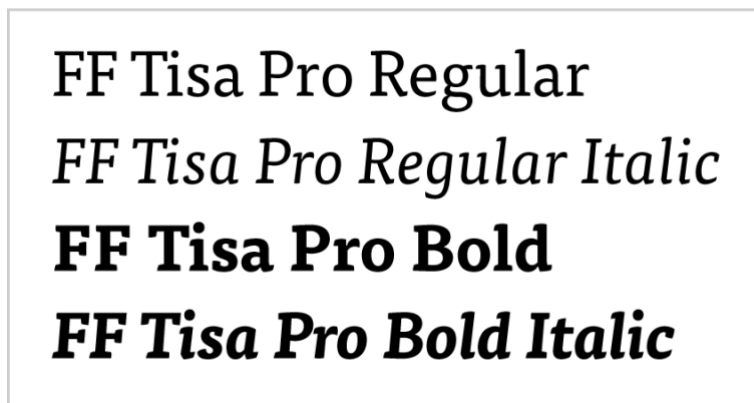 FF Tisa Pro Regular
FF Tisa Pro Regular Italic
FF Tisa Pro Bold
FF Tisa Pro Bold Italic